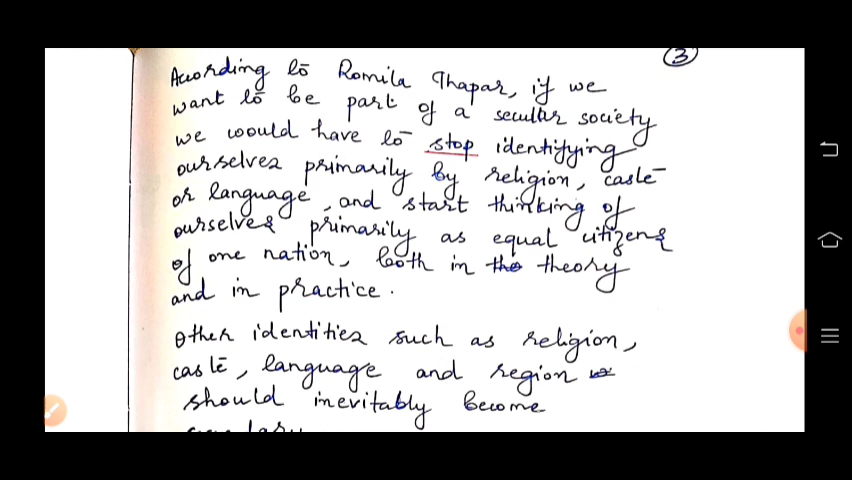 3
According to Romila Thapar, if we
want to be part of a secular society
we would have to stop identifying
ourselves primarily by religion, caste
or language, and start thinking of
ourselves primarily as equal citizens
of one nation, both in the theory
and in practice.
Other identities such as religion,
caste, language and region
should inevitably become